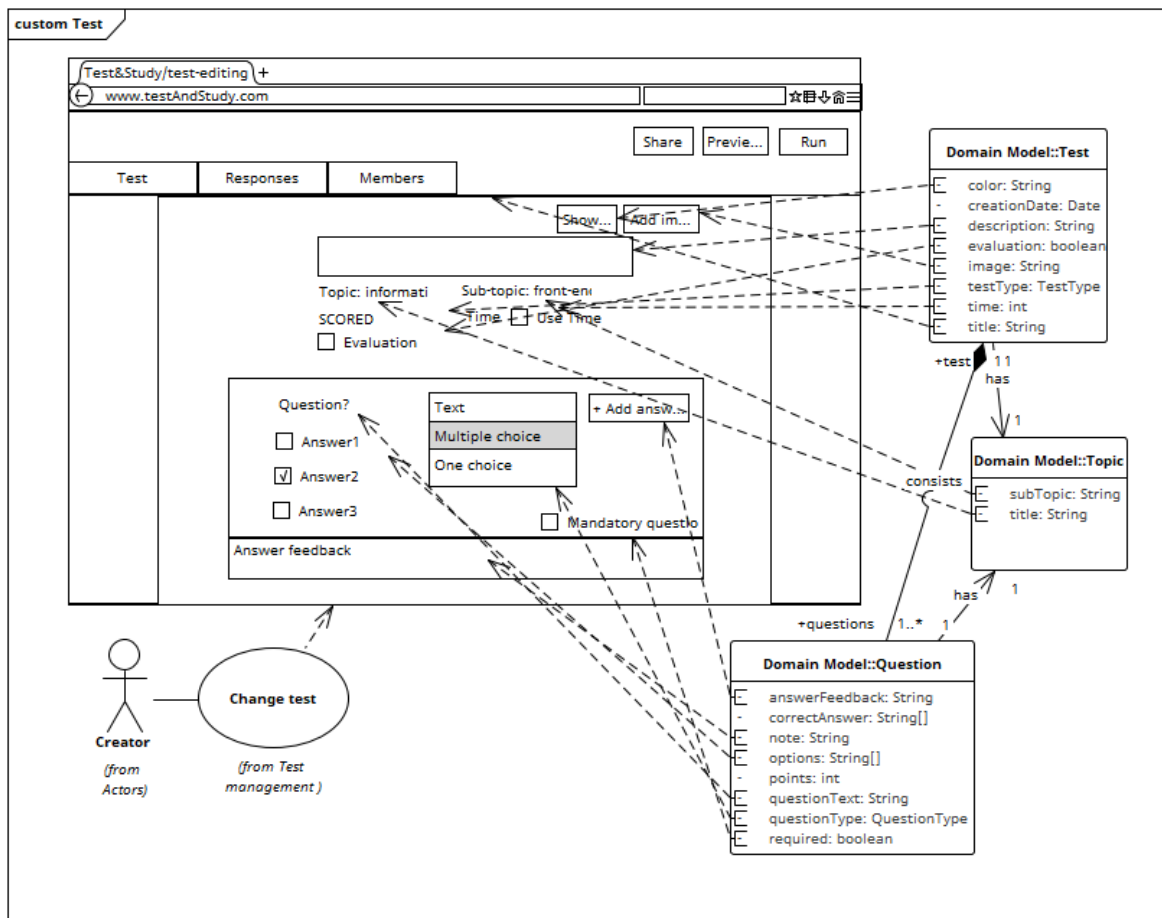 custom Test
Test&Study/test-editing +
www.testAndStudy.com
Share Previe... Run
Test Responses Members
Show... Add im...
Topic: informati Sub-topic: front-en
SCORED Time Use Time
Evaluation
Question?
Answer1
Answer2
Answer3
Text
Multiple choice
One choice
+ Add answ...
Mandatory questio
Answer feedback
Creator
(from
Actors)
Change test
(from Test
management )
Domain Model::Test
- color: String
- creationDate: Date
- description: String
- evaluation: boolean
- image: String
- testType: TestType
- time: int
- title: String
+test 1 1
has
1
consists
Domain Model::Topic
- subTopic: String
- title: String
has 1
+questions 1..* 1
Domain Model::Question
- answerFeedback: String
- correctAnswer: String[]
- note: String
- options: String[]
- points: int
- questionText: String
- questionType: QuestionType
- required: boolean